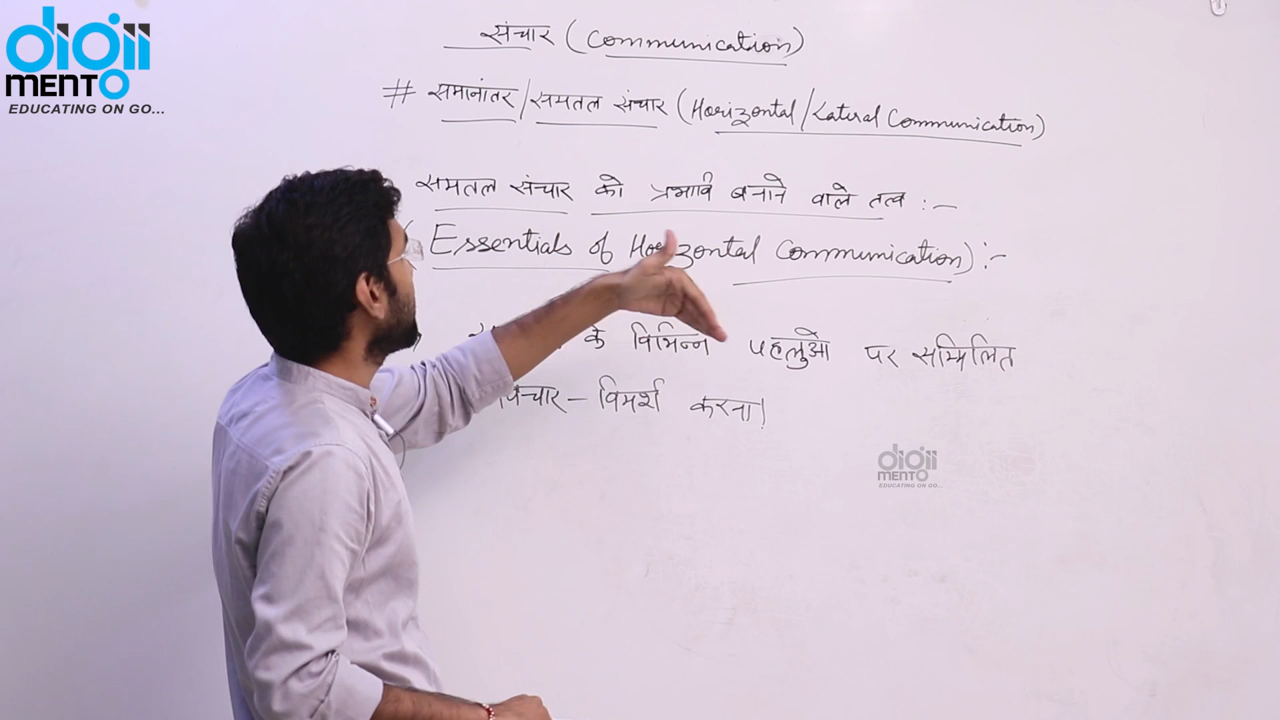 digii
MENTO
EDUCATING ON GO...
संचार (Communication)
# समानांतर/समतल संचार (Horizontal/Lateral Communication)
समतल संचार को प्रभावि बनाने वाले तत्व :-
(Essentials of Horizontal Communication) :-
के विभिन्न पहलुओ पर सम्मिलित
विचार - विमर्श करना।
digii
MENTO
EDUCATING ON GO...